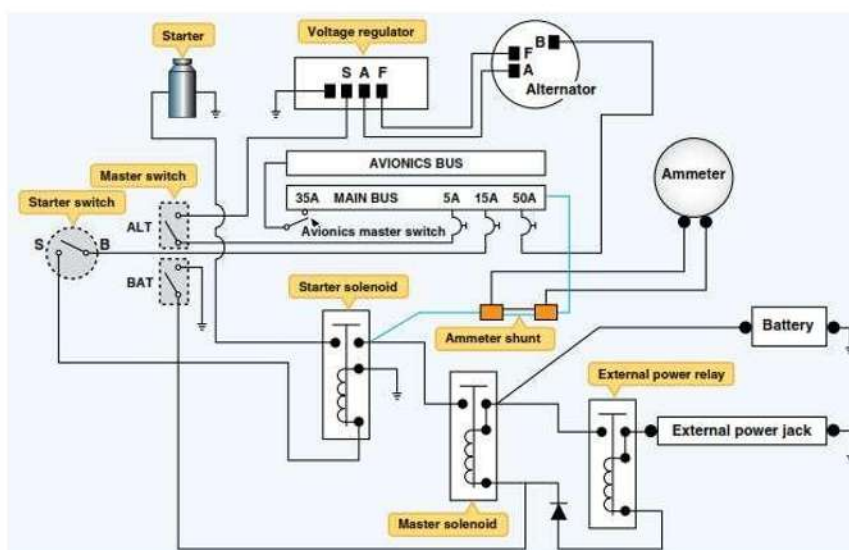 Starter
Voltage regulator
S A F
B
F
A
Alternator
AVIONICS BUS
Master switch
35A MAIN BUS 5A 15A 50A
Ammeter
Starter switch
ALT
Avionics master switch
S B
BAT
Starter solenoid
Ammeter shunt
Battery
External power relay
External power jack
Master solenoid